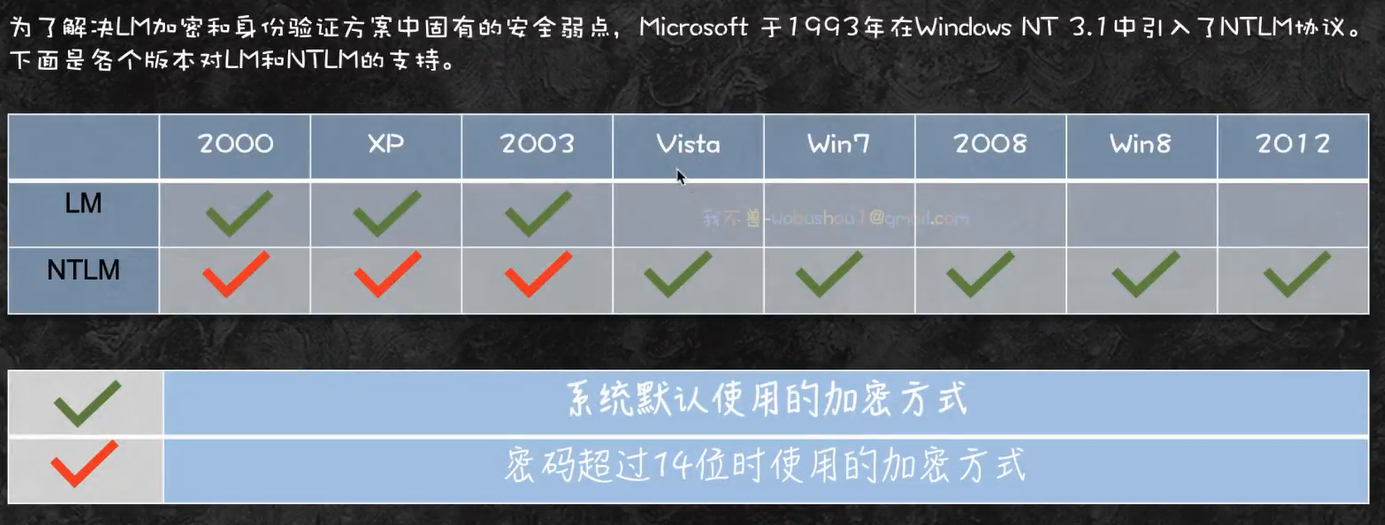 为了解决LM加密和身份验证方案中固有的安全弱点，Microsoft 于1993年在Windows NT 3.1中引入了NTLM协议。
下面是各个版本对LM和NTLM的支持。
2000 XP 2003 Vista Win7 2008 Win8 2012
LM
我不兽-wobushou1@gmail.com
NTLM
系统默认使用的加密方式
密码超过14位时使用的加密方式